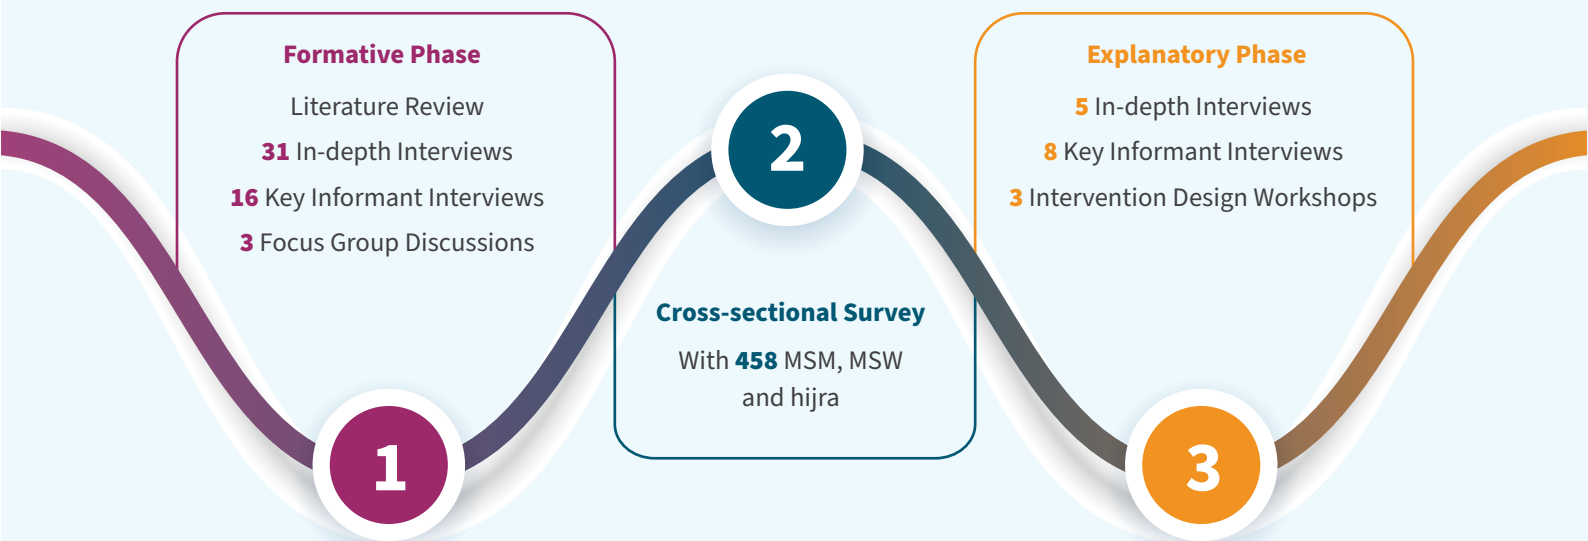 Formative Phase
Literature Review
31 In-depth Interviews
16 Key Informant Interviews
3 Focus Group Discussions
1
2
Cross-sectional Survey
With 458 MSM, MSW
and hijra
Explanatory Phase
5 In-depth Interviews
8 Key Informant Interviews
3 Intervention Design Workshops
3